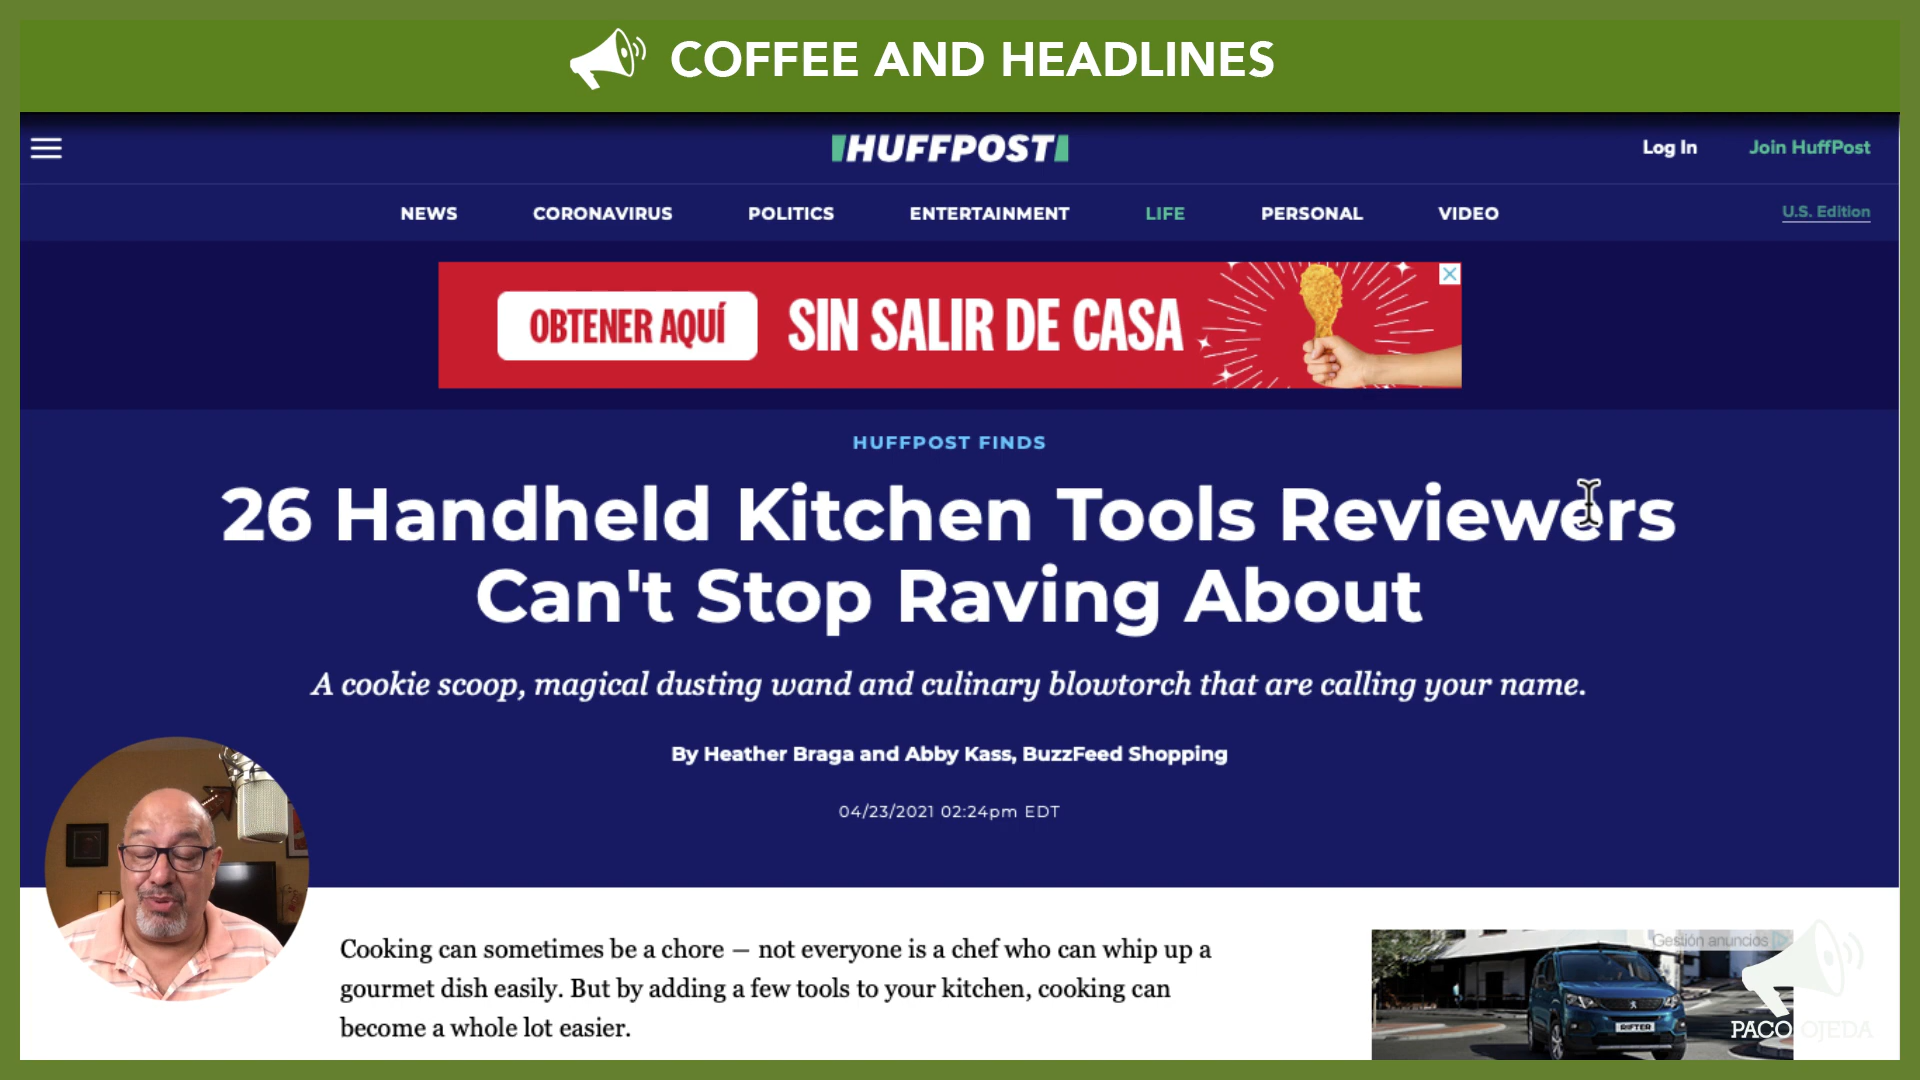 COFFEE AND HEADLINES
HUFFPOST
Log In
Join HuffPost
NEWS
CORONAVIRUS
POLITICS
ENTERTAINMENT
LIFE
PERSONAL
VIDEO
U.S. Edition
OBTENER AQUÍ
SIN SALIR DE CASA
HUFFPOST FINDS
26 Handheld Kitchen Tools Reviewers
Can't Stop Raving About
A cookie scoop, magical dusting wand and culinary blowtorch that are calling your name.
By Heather Braga and Abby Kass, BuzzFeed Shopping
04/23/2021 02:24pm EDT
Cooking can sometimes be a chore — not everyone is a chef who can whip up a
gourmet dish easily. But by adding a few tools to your kitchen, cooking can
become a whole lot easier.
Gestión anuncios
RIFTER
PACO OJEDA